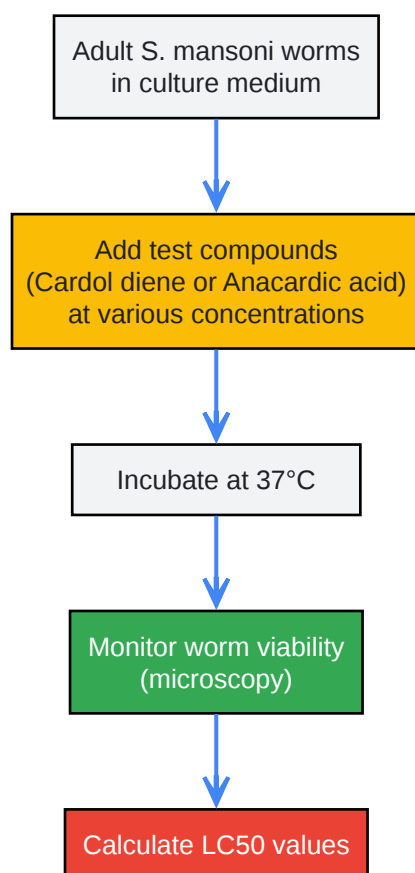 Adult S. mansoni worms
in culture medium
Add test compounds
(Cardol diene or Anacardic acid)
at various concentrations
Incubate at 37°C
Monitor worm viability
(microscopy)
Calculate LC50 values